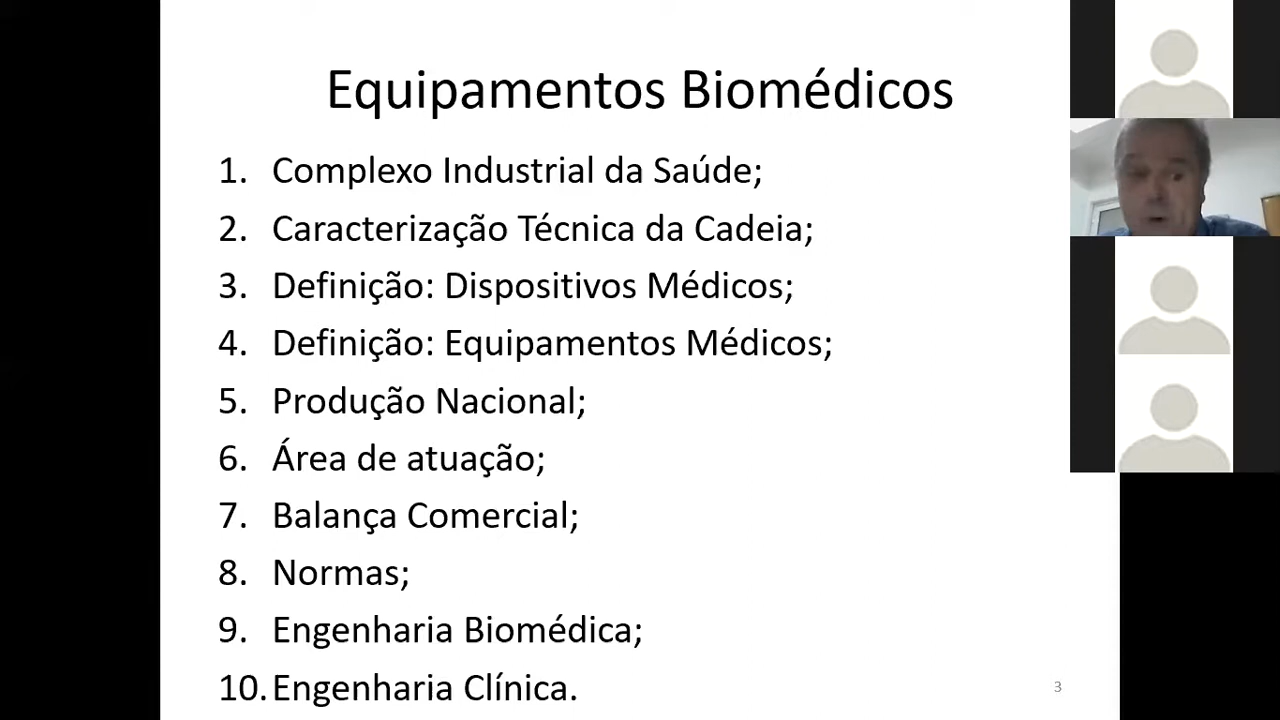 Equipamentos Biomédicos
1. Complexo Industrial da Saúde;
2. Caracterização Técnica da Cadeia;
3. Definição: Dispositivos Médicos;
4. Definição: Equipamentos Médicos;
5. Produção Nacional;
6. Área de atuação;
7. Balança Comercial;
8. Normas;
9. Engenharia Biomédica;
10. Engenharia Clínica.
3